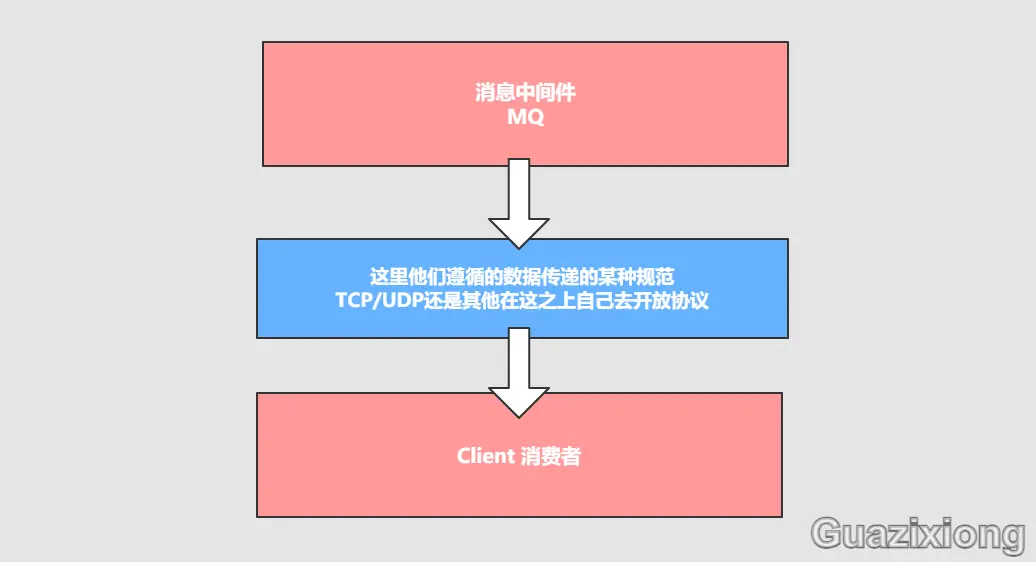 消息中间件
MQ
这里他们遵循的数据传递的某种规范
TCP/UDP还是其他在这之上自己去开放协议
Client 消费者
Guazixiong